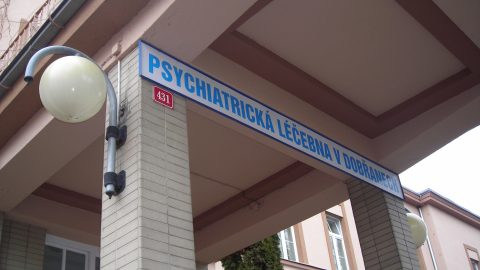 PSYCHIATRICKÁ LÉČEBNA V DOBŘANECH
431